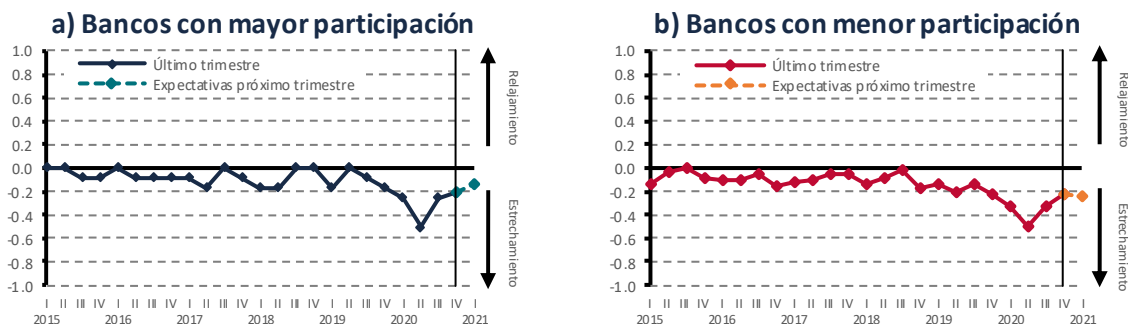 a) Bancos con mayor participación
1.0
0.8
0.6
0.4
0.2
0.0
-0.2
-0.4
-0.6
-0.8
-1.0
Último trimestre
Expectativas próximo trimestre
Relajamiento
Estrechamiento
I II III IV I II III IV I II III IV I II III IV I II III IV I II III IV I
2015 2016 2017 2018 2019 2020 2021
b) Bancos con menor participación
1.0
0.8
0.6
0.4
0.2
0.0
-0.2
-0.4
-0.6
-0.8
-1.0
Último trimestre
Expectativas próximo trimestre
Relajamiento
Estrechamiento
I II III IV I II III IV I II III IV I II III IV I II III IV I II III IV I
2015 2016 2017 2018 2019 2020 2021